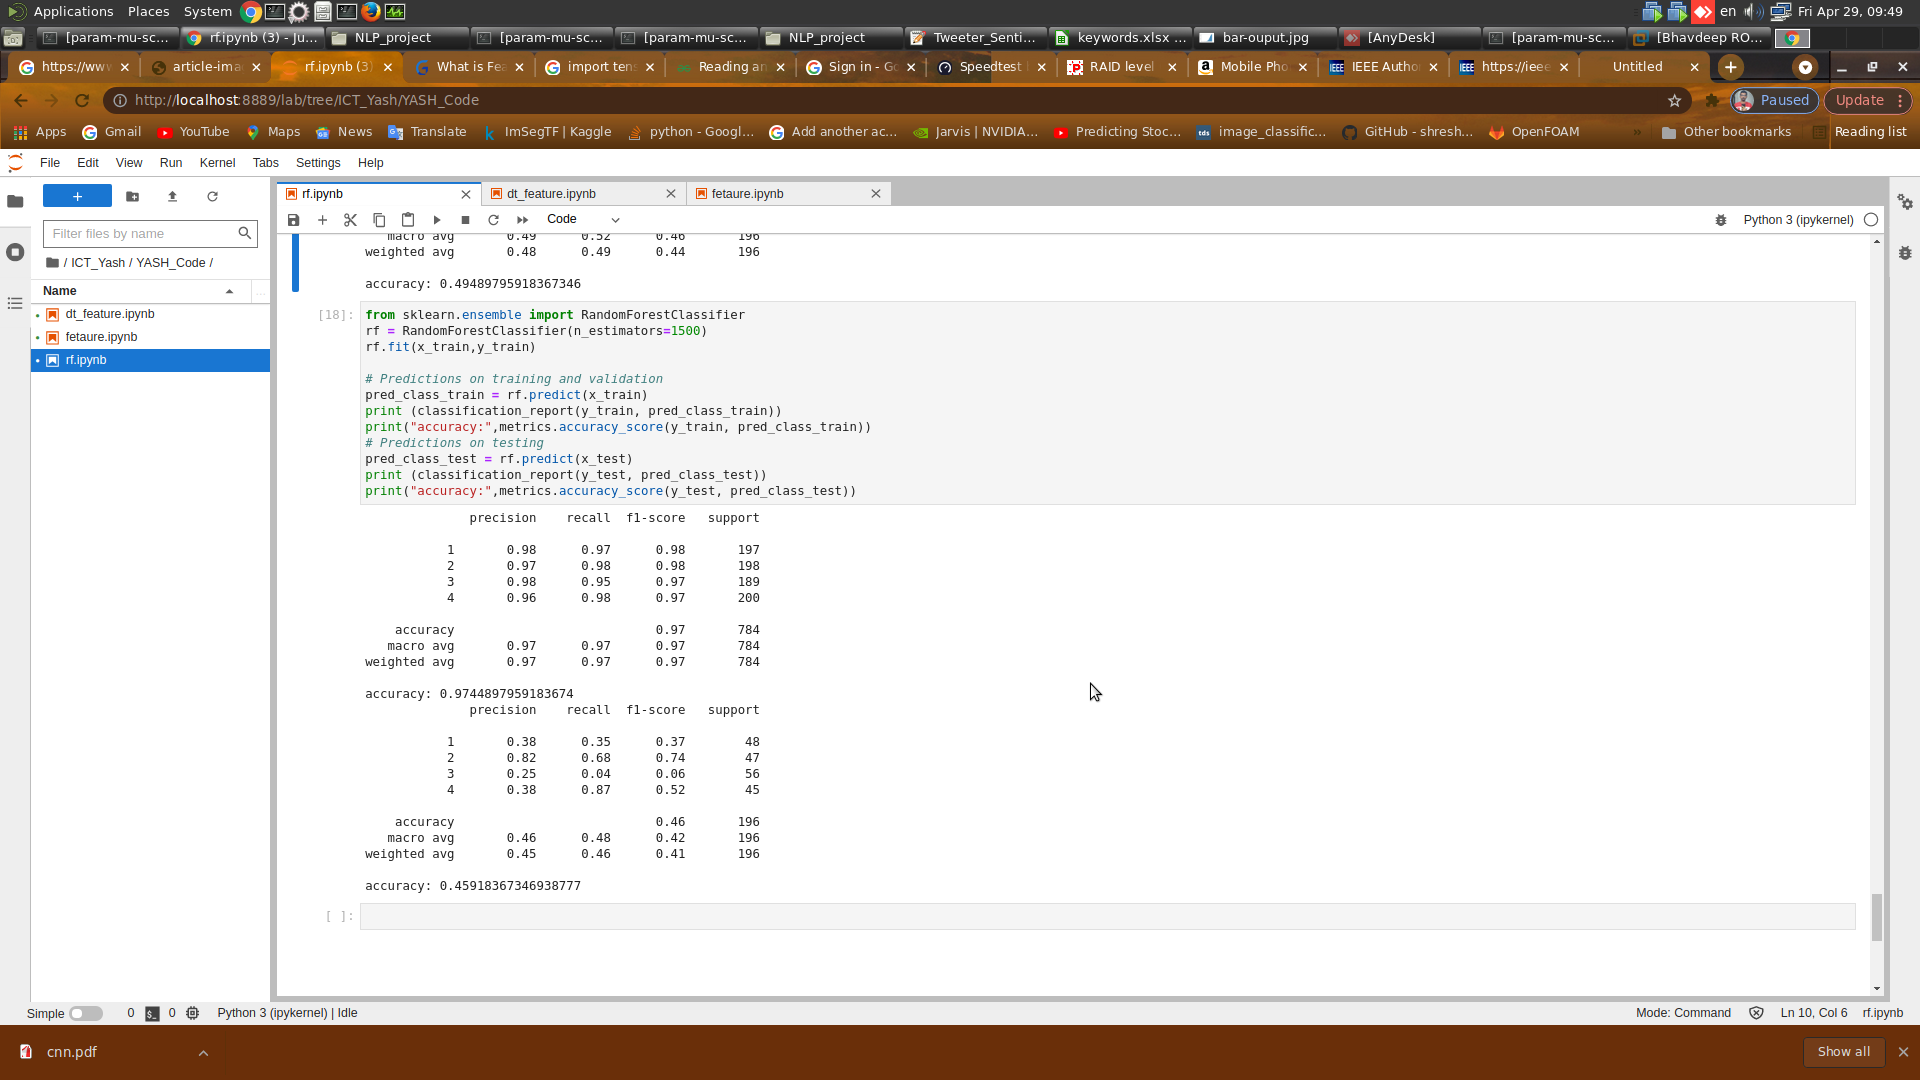 Applications Places System en Fri Apr 29, 09:49
[param-mu-sc... rf.ipynb (3) - Ju... NLP_project [param-mu-sc... [param-mu-sc... NLP_project Tweeter_Senti... keywords.xlsx ... bar-ouput.jpg [AnyDesk] [param-mu-sc... [Bhavdeep RO...
https://www article-ima rf.ipynb (3) What is Fea import tens Reading an Sign in - Go Speedtest RAID level Mobile Pho IEEE Autho https://ieee Untitled
http://localhost:8889/lab/tree/ICT_Yash/YASH_Code Paused Update
Apps Gmail YouTube Maps News Translate ImSegTF | Kaggle python - Googl... Add another ac... Jarvis | NVIDIA... Predicting Stoc... image_classific... GitHub - shresh... OpenFOAM » Other bookmarks Reading list
File Edit View Run Kernel Tabs Settings Help
rf.ipynb dt_feature.ipynb fetaure.ipynb
Code Python 3 (ipykernel)
Filter files by name
/ ICT_Yash / YASH_Code /
Name
dt_feature.ipynb
fetaure.ipynb
rf.ipynb
macro avg 0.49 0.52 0.46 196
weighted avg 0.48 0.49 0.44 196
accuracy: 0.49489795918367346
[18]: from sklearn.ensemble import RandomForestClassifier
rf = RandomForestClassifier(n_estimators=1500)
rf.fit(x_train,y_train)
# Predictions on training and validation
pred_class_train = rf.predict(x_train)
print (classification_report(y_train, pred_class_train))
print("accuracy:",metrics.accuracy_score(y_train, pred_class_train))
# Predictions on testing
pred_class_test = rf.predict(x_test)
print (classification_report(y_test, pred_class_test))
print("accuracy:",metrics.accuracy_score(y_test, pred_class_test))
precision recall f1-score support
1 0.98 0.97 0.98 197
2 0.97 0.98 0.98 198
3 0.98 0.95 0.97 189
4 0.96 0.98 0.97 200
accuracy 0.97 784
macro avg 0.97 0.97 0.97 784
weighted avg 0.97 0.97 0.97 784
accuracy: 0.9744897959183674
precision recall f1-score support
1 0.38 0.35 0.37 48
2 0.82 0.68 0.74 47
3 0.25 0.04 0.06 56
4 0.38 0.87 0.52 45
accuracy 0.46 196
macro avg 0.46 0.48 0.42 196
weighted avg 0.45 0.46 0.41 196
accuracy: 0.45918367346938777
[ ]:
Simple 0 0 Python 3 (ipykernel) | Idle Mode: Command Ln 10, Col 6 rf.ipynb
cnn.pdf Show all